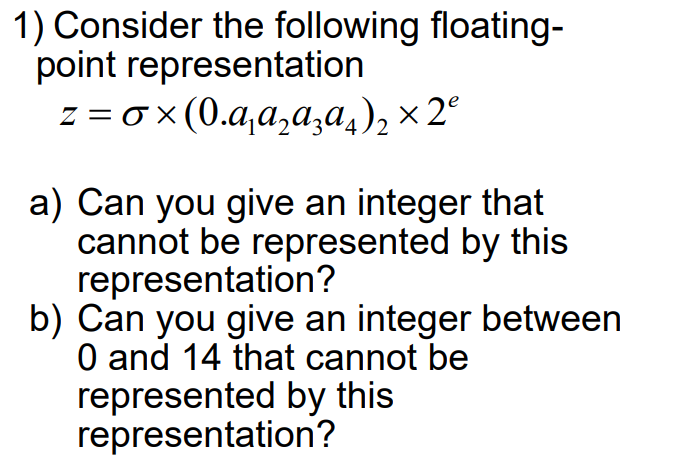 1) Consider the following floating-
point representation
z = σ × (0.a₁a₂a₃a₄)₂ × 2ᵉ
a) Can you give an integer that
cannot be represented by this
representation?
b) Can you give an integer between
0 and 14 that cannot be
represented by this
representation?